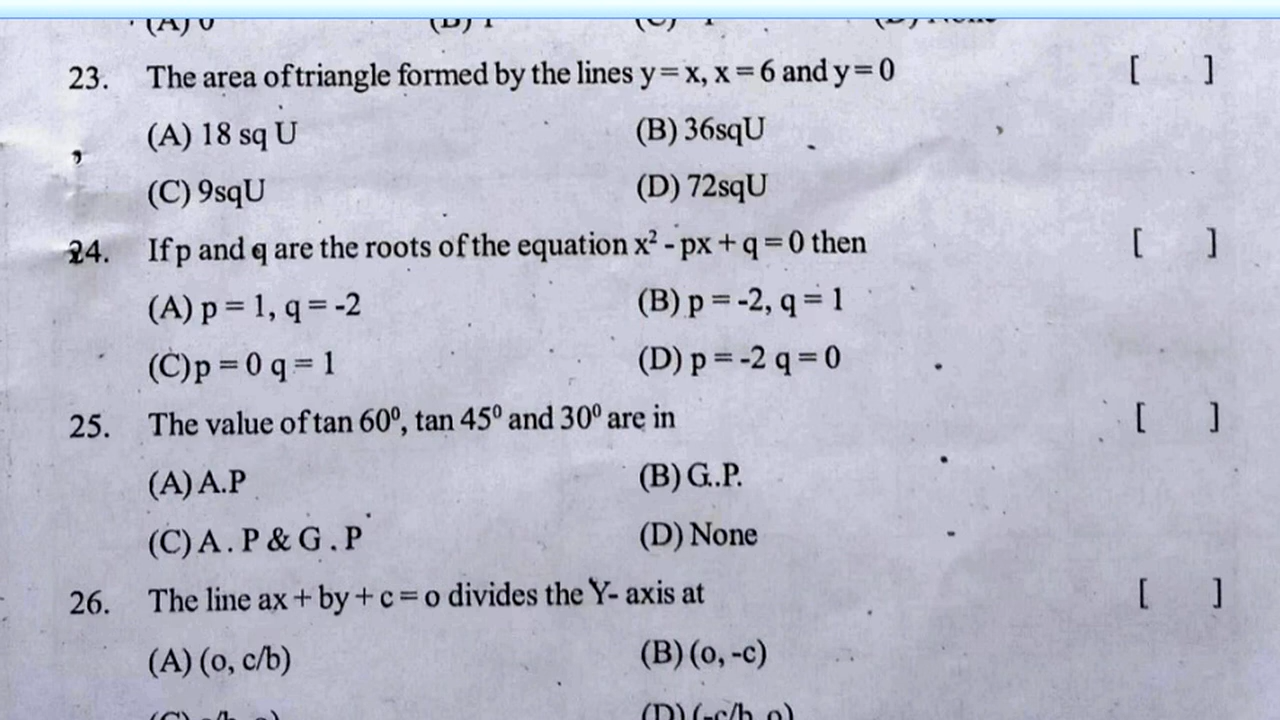 23. The area of triangle formed by the lines y = x, x = 6 and y = 0 [ ]
(A) 18 sq U (B) 36sqU
(C) 9sqU (D) 72sqU
24. If p and q are the roots of the equation x² - px + q = 0 then [ ]
(A) p = 1, q = -2 (B) p = -2, q = 1
(C) p = 0 q = 1 (D) p = -2 q = 0
25. The value of tan 60⁰, tan 45⁰ and 30⁰ are in [ ]
(A) A.P (B) G..P.
(C) A . P & G . P (D) None
26. The line ax + by + c = o divides the Y- axis at [ ]
(A) (o, c/b) (B) (o, -c)
(D) (-c/b, o)